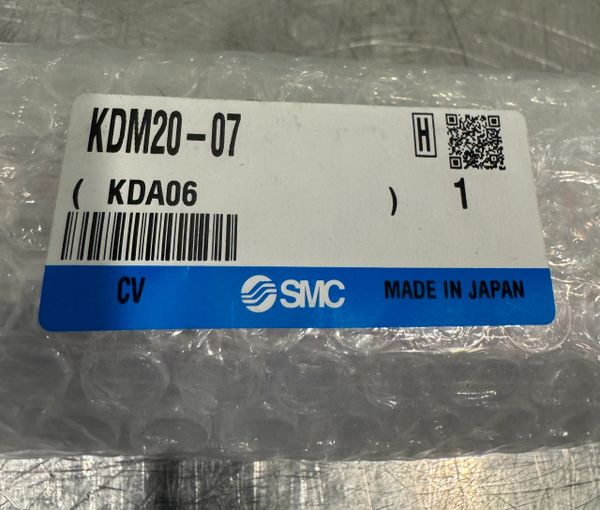 KDM20-07 H
( KDA06 ) 1
CV SMC MADE IN JAPAN